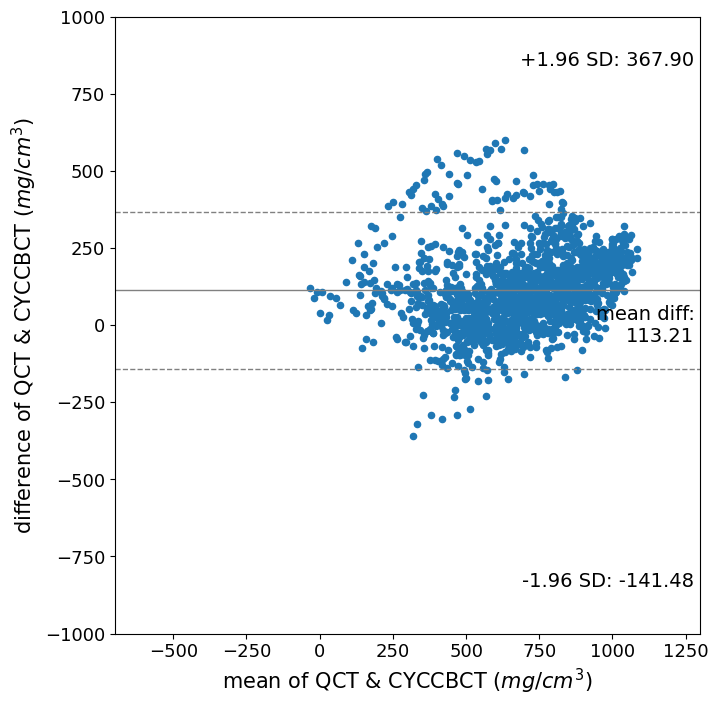 1000
750
500
250
0
−250
−500
−750
−1000
difference of QCT & CYCCBCT (mg/cm³)
+1.96 SD: 367.90
mean diff:
113.21
-1.96 SD: -141.48
−500 −250 0 250 500 750 1000 1250
mean of QCT & CYCCBCT (mg/cm³)